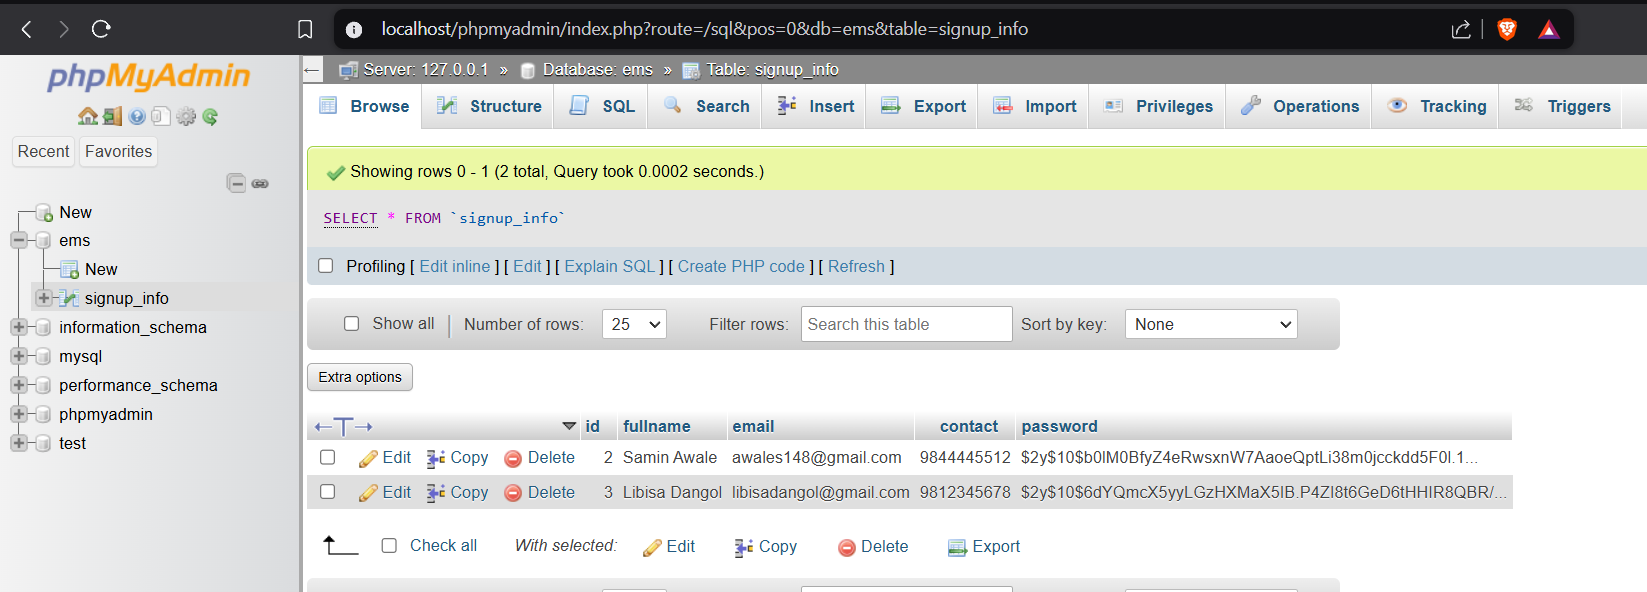 localhost/phpmyadmin/index.php?route=/sql&pos=0&db=ems&table=signup_info
phpMyAdmin
Recent Favorites
New
ems
New
signup_info
information_schema
mysql
performance_schema
phpmyadmin
test
Server: 127.0.0.1 » Database: ems » Table: signup_info
Browse Structure SQL Search Insert Export Import Privileges Operations Tracking Triggers
Showing rows 0 - 1 (2 total, Query took 0.0002 seconds.)
SELECT * FROM `signup_info`
Profiling [ Edit inline ] [ Edit ] [ Explain SQL ] [ Create PHP code ] [ Refresh ]
Show all Number of rows: 25 Filter rows: Search this table Sort by key: None
Extra options
id fullname email contact password
Edit Copy Delete 2 Samin Awale awales148@gmail.com 9844445512 $2y$10$b0lM0BfyZ4eRwsxnW7AaoeQptLi38m0jcckdd5F0l.1...
Edit Copy Delete 3 Libisa Dangol libisadangol@gmail.com 9812345678 $2y$10$6dYQmcX5yyLGzHXMaX5lB.P4Zl8t6GeD6tHHIR8QBR/...
Check all With selected: Edit Copy Delete Export